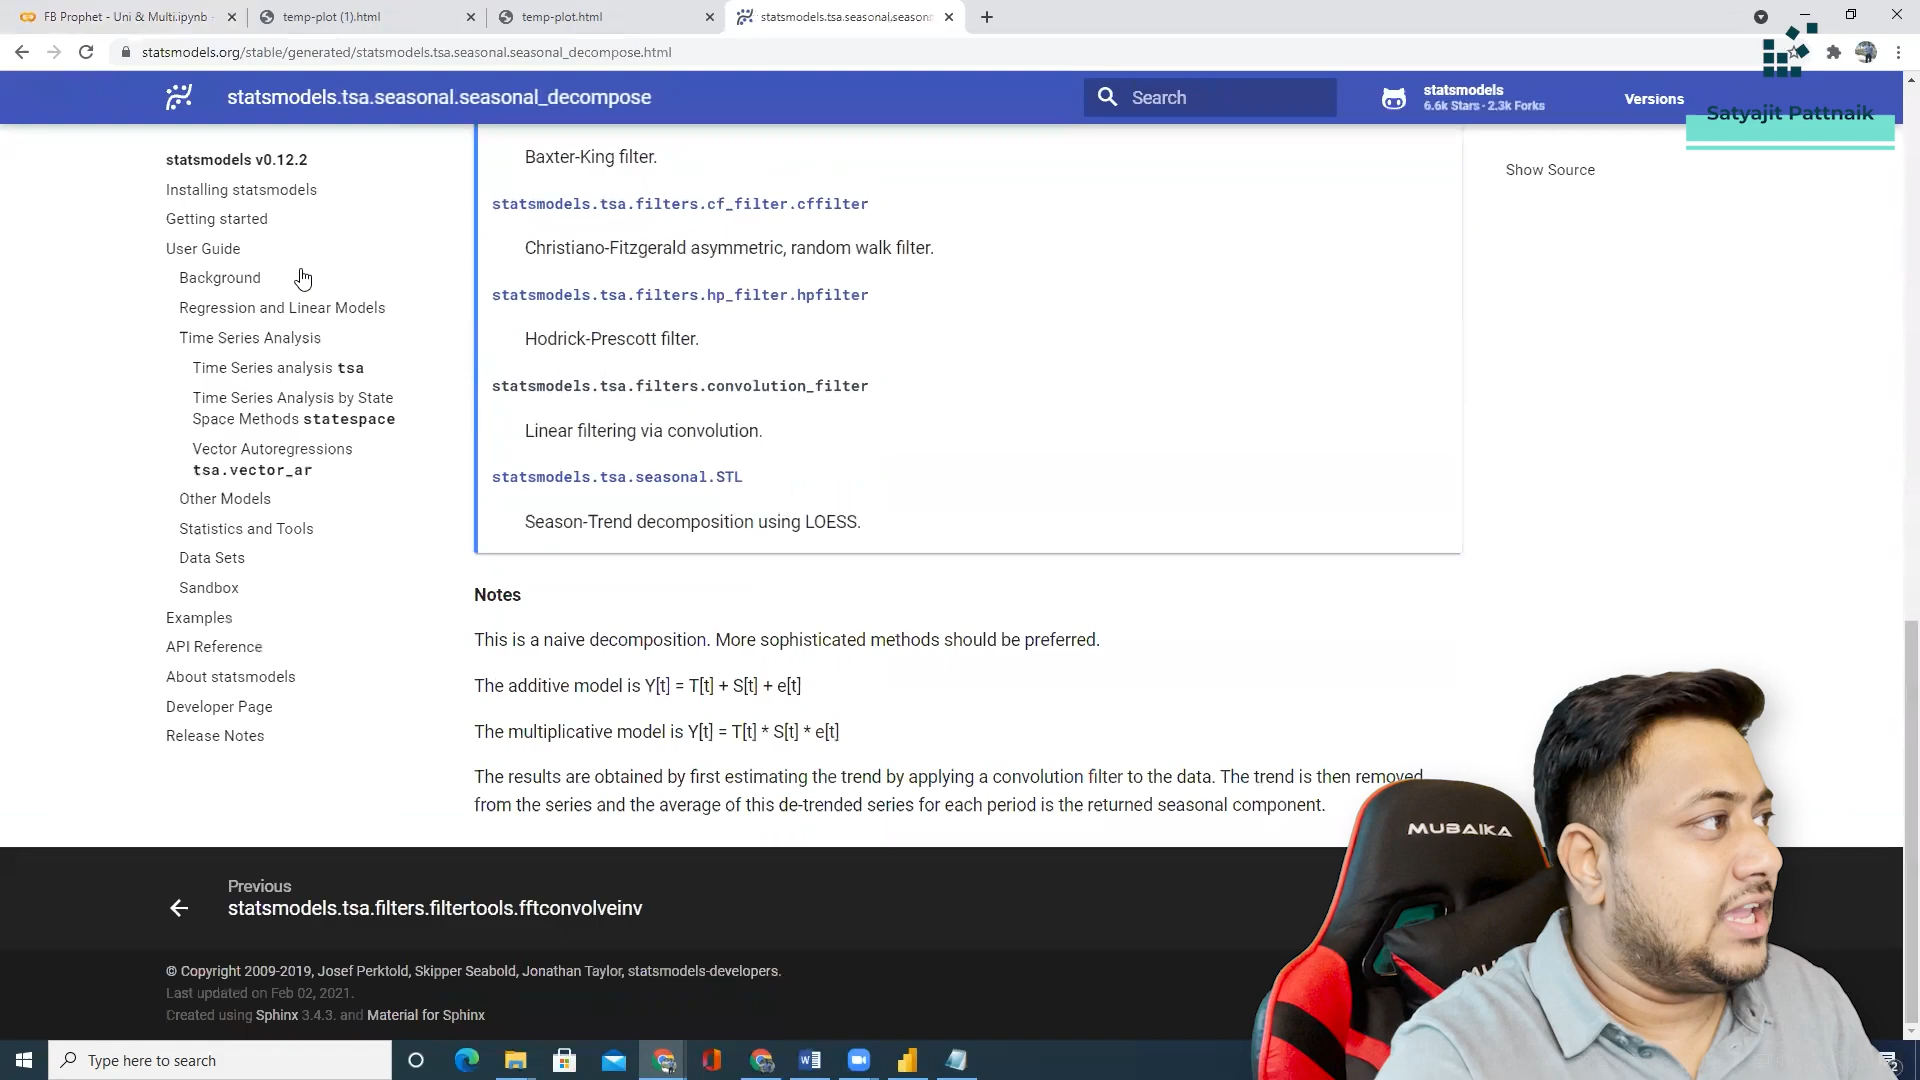 FB Prophet - Uni & Multi.ipynb
temp-plot (1).html
temp-plot.html
statsmodels.tsa.seasonal.season
statsmodels.org/stable/generated/statsmodels.tsa.seasonal.seasonal_decompose.html
statsmodels.tsa.seasonal.seasonal_decompose
Search
statsmodels
6.6k Stars · 2.3k Forks
Versions
Satyajit Pattnaik
statsmodels v0.12.2
Installing statsmodels
Getting started
User Guide
Background
Regression and Linear Models
Time Series Analysis
Time Series analysis tsa
Time Series Analysis by State
Space Methods statespace
Vector Autoregressions
tsa.vector_ar
Other Models
Statistics and Tools
Data Sets
Sandbox
Examples
API Reference
About statsmodels
Developer Page
Release Notes
Baxter-King filter.
statsmodels.tsa.filters.cf_filter.cffilter
Christiano-Fitzgerald asymmetric, random walk filter.
statsmodels.tsa.filters.hp_filter.hpfilter
Hodrick-Prescott filter.
statsmodels.tsa.filters.convolution_filter
Linear filtering via convolution.
statsmodels.tsa.seasonal.STL
Season-Trend decomposition using LOESS.
Show Source
Notes
This is a naive decomposition. More sophisticated methods should be preferred.
The additive model is Y[t] = T[t] + S[t] + e[t]
The multiplicative model is Y[t] = T[t] * S[t] * e[t]
The results are obtained by first estimating the trend by applying a convolution filter to the data. The trend is then removed
from the series and the average of this de-trended series for each period is the returned seasonal component.
MUBAIKA
Previous
statsmodels.tsa.filters.filtertools.fftconvolveinv
© Copyright 2009-2019, Josef Perktold, Skipper Seabold, Jonathan Taylor, statsmodels-developers.
Last updated on Feb 02, 2021.
Created using Sphinx 3.4.3. and Material for Sphinx
Type here to search